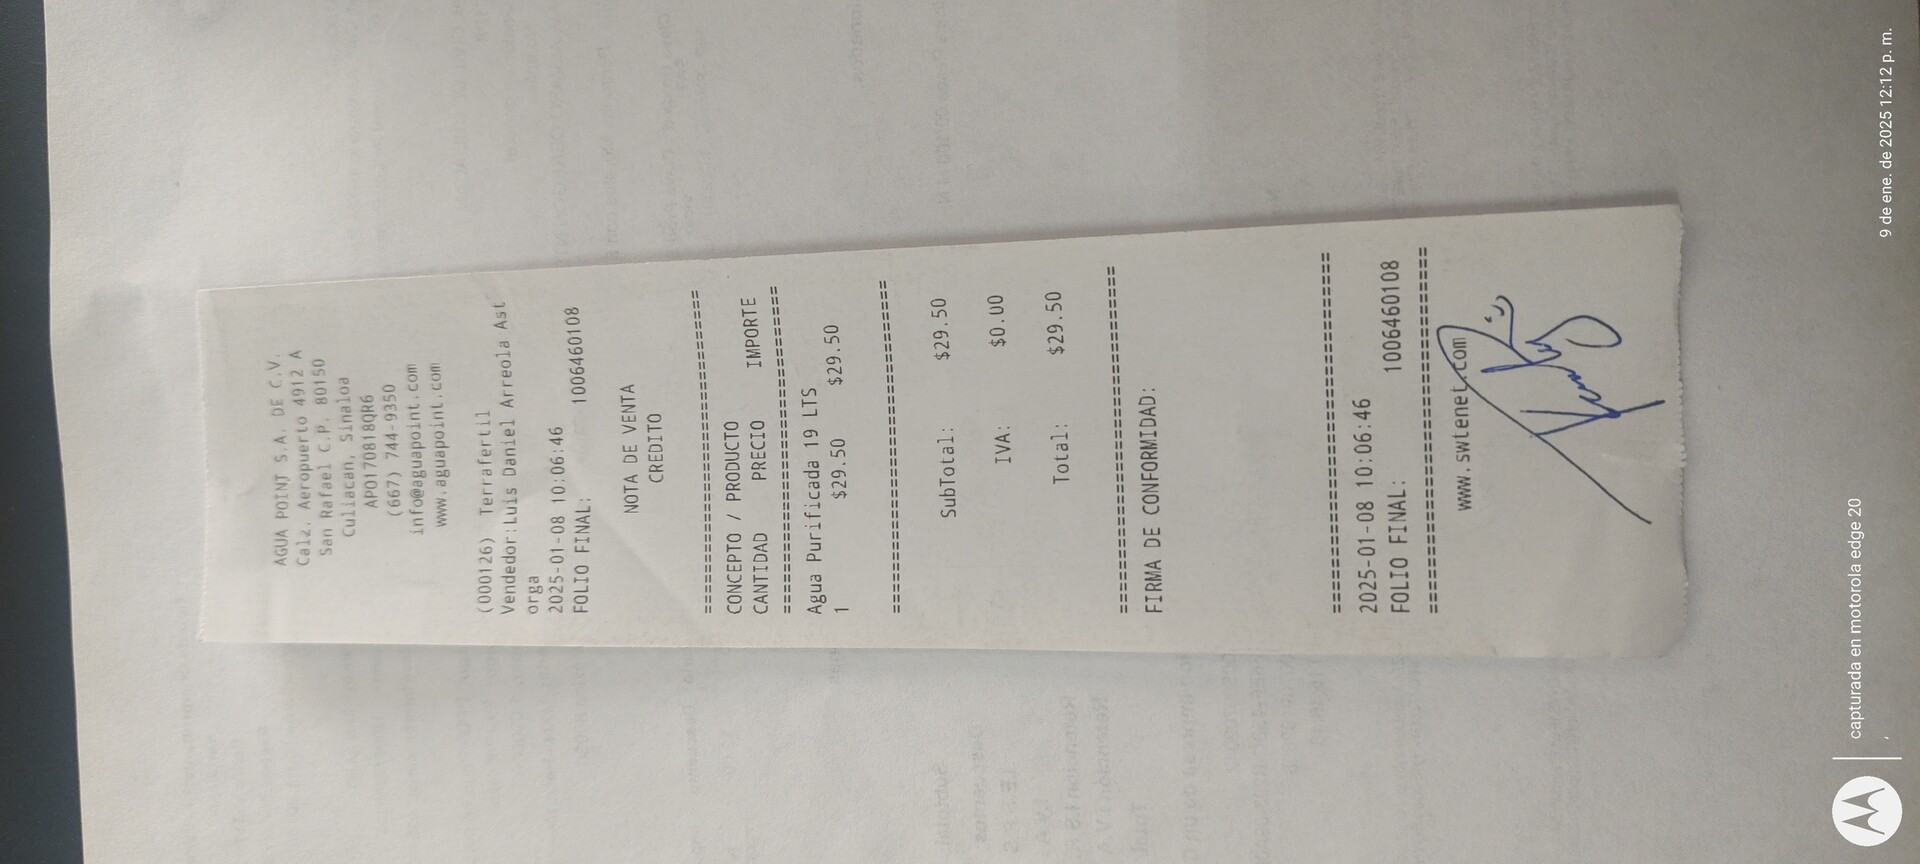 AGUA POINT S.A. DE C.V.
Calz. Aeropuerto 4912 A
San Rafael C.P. 80150
Culiacan, Sinaloa
APO170818QR6
(667) 744-9350
info@aguapoint.com
www.aguapoint.com
(000126) Terrafertil
Vendedor:Luis Daniel Arreola Ast
orga
2025-01-08 10:06:46
FOLIO FINAL: 1006460108
NOTA DE VENTA
CREDITO
================================
CONCEPTO / PRODUCTO
CANTIDAD PRECIO IMPORTE
================================
Agua Purificada 19 LTS
1 $29.50 $29.50
================================
SubTotal: $29.50
IVA: $0.00
Total: $29.50
================================
FIRMA DE CONFORMIDAD:
================================
2025-01-08 10:06:46
FOLIO FINAL: 1006460108
================================
www.swtenet.com
capturada en motorola edge 20
9 de ene. de 2025 12:12 p. m.